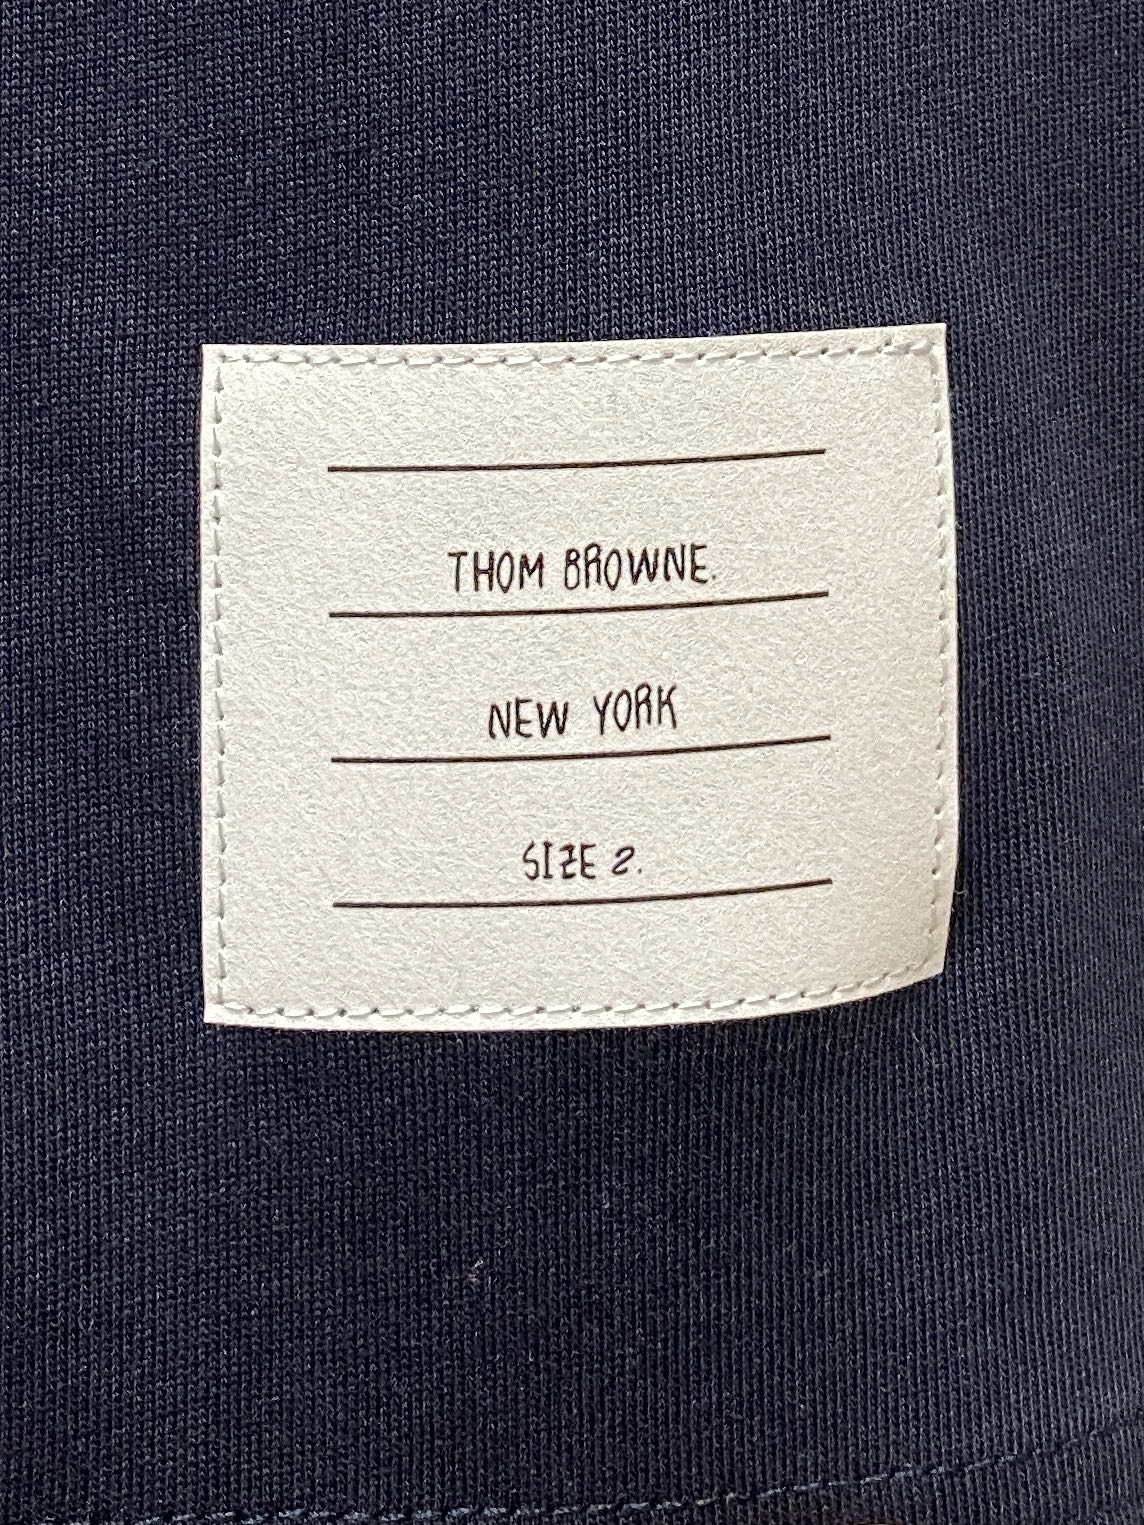 THOM BROWNE.
NEW YORK
SIZE 2.